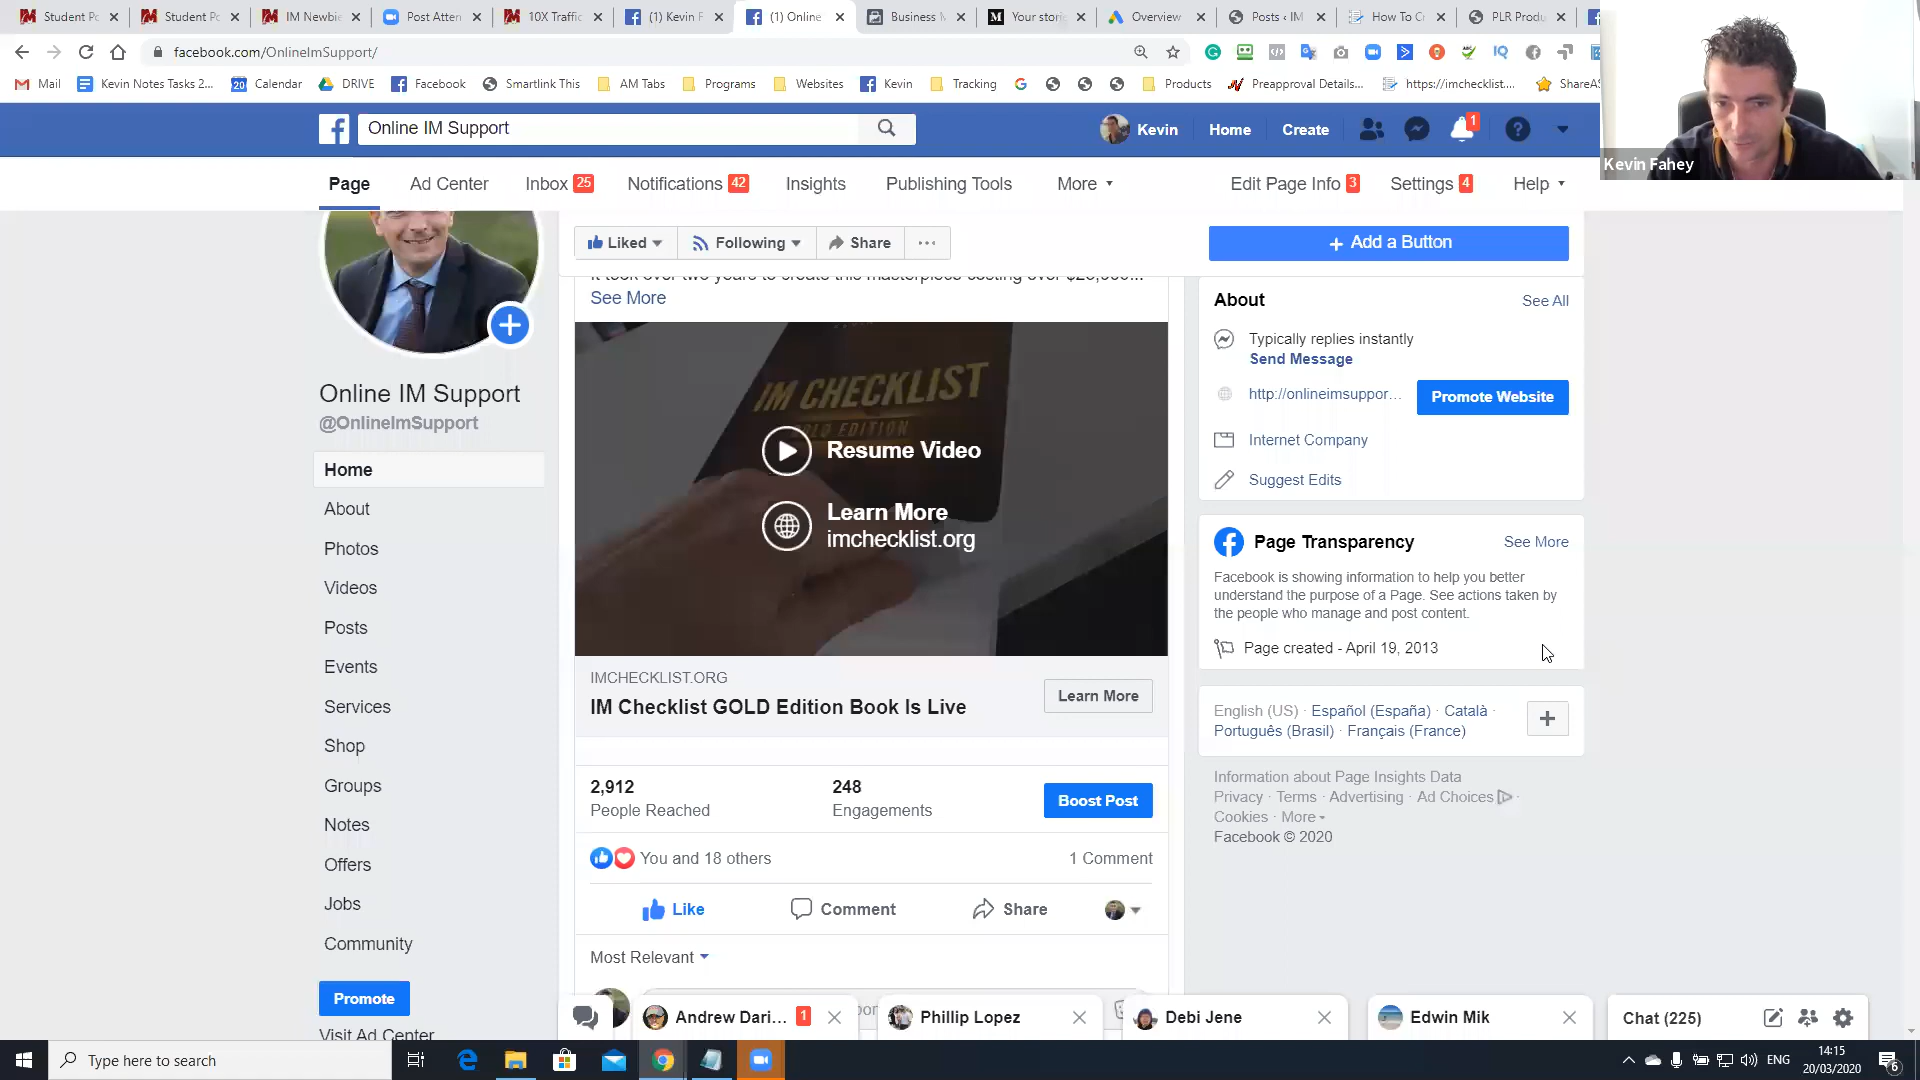 Student Po
Student Po
IM Newbie
Post Atten
10X Traffic
(1) Kevin F
(1) Online
Business M
Your stori
Overview
Posts ‹ IM
How To Cr
PLR Produ
facebook.com/OnlineImSupport/
Mail
Kevin Notes Tasks 2...
Calendar
DRIVE
Facebook
Smartlink This
AM Tabs
Programs
Websites
Kevin
Tracking
Products
Preapproval Details...
https://imchecklist....
ShareAS
Kevin Fahey
Online IM Support
Kevin
Home
Create
1
Page
Ad Center
Inbox 25
Notifications 42
Insights
Publishing Tools
More
Edit Page Info 3
Settings 4
Help
Liked
Following
Share
+ Add a Button
See More
Online IM Support
@OnlineImSupport
Home
About
Photos
Videos
Posts
Events
Services
Shop
Groups
Notes
Offers
Jobs
Community
Promote
Visit Ad Center
IM CHECKLIST
GOLD EDITION
Resume Video
Learn More
imchecklist.org
IMCHECKLIST.ORG
IM Checklist GOLD Edition Book Is Live
Learn More
2,912
People Reached
248
Engagements
Boost Post
You and 18 others
1 Comment
Like
Comment
Share
Most Relevant
About
See All
Typically replies instantly
Send Message
http://onlineimsuppor...
Promote Website
Internet Company
Suggest Edits
Page Transparency
See More
Facebook is showing information to help you better
understand the purpose of a Page. See actions taken by
the people who manage and post content.
Page created - April 19, 2013
English (US) · Español (España) · Català ·
Português (Brasil) · Français (France)
Information about Page Insights Data
Privacy · Terms · Advertising · Ad Choices ·
Cookies · More
Facebook © 2020
Andrew Dari... 1
Phillip Lopez
Debi Jene
Edwin Mik
Chat (225)
Type here to search
ENG
14:15
20/03/2020
6